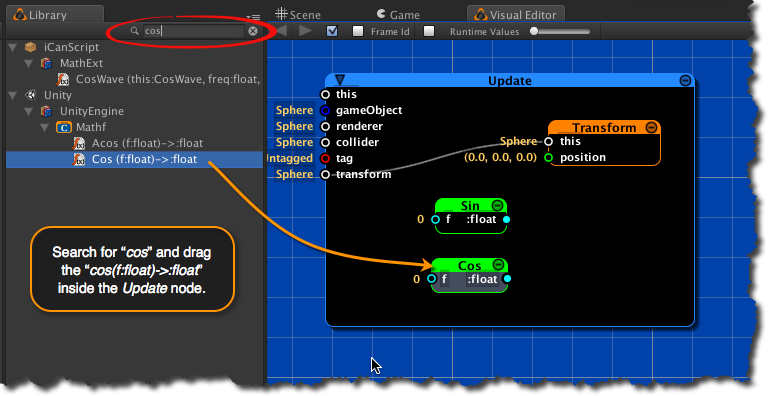 Library
Scene
Game
Visual Editor
cos
Frame Id
Runtime Values
iCanScript
MathExt
CosWave (this:CosWave, freq:float,
Unity
UnityEngine
Mathf
Acos (f:float)->:float
Cos (f:float)->:float
Update
this
Sphere gameObject
Sphere renderer
Sphere collider
Untagged tag
Sphere transform
Transform
Sphere this
(0.0, 0.0, 0.0) position
Sin
0 f :float
Cos
0 f :float
Search for “cos” and drag
the “cos(f:float)->:float”
inside the Update node.